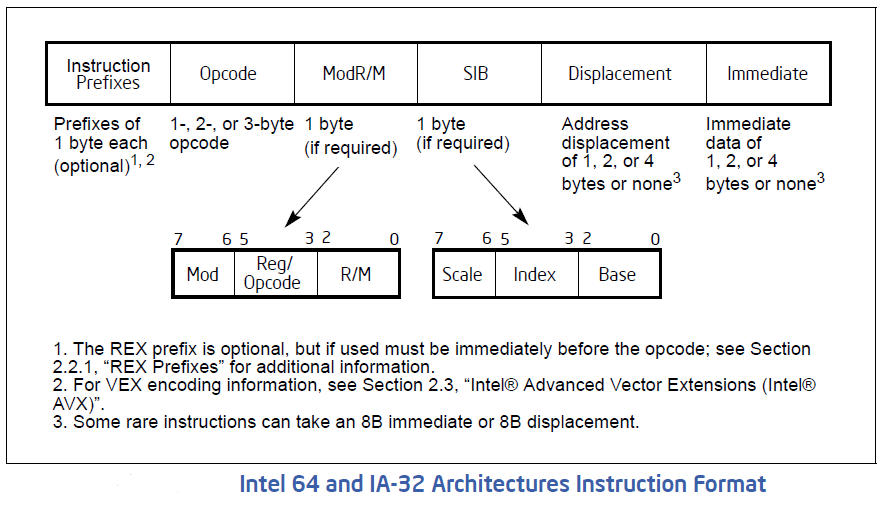 Instruction Prefixes Opcode ModR/M SIB Displacement Immediate
Prefixes of 1 byte each (optional)1, 2
1-, 2-, or 3-byte opcode
1 byte (if required)
1 byte (if required)
Address displacement of 1, 2, or 4 bytes or none3
Immediate data of 1, 2, or 4 bytes or none3
7 6 5 3 2 0
Mod Reg/Opcode R/M
7 6 5 3 2 0
Scale Index Base
1. The REX prefix is optional, but if used must be immediately before the opcode; see Section
2.2.1, “REX Prefixes” for additional information.
2. For VEX encoding information, see Section 2.3, “Intel® Advanced Vector Extensions (Intel®
AVX)”.
3. Some rare instructions can take an 8B immediate or 8B displacement.
Intel 64 and IA-32 Architectures Instruction Format